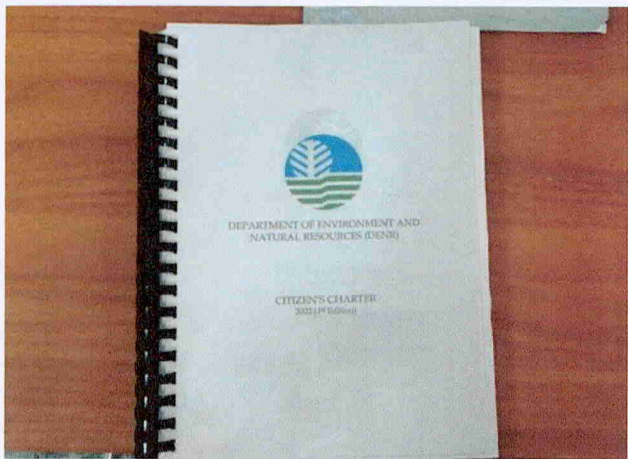 DEPARTMENT OF ENVIRONMENT AND
NATURAL RESOURCES (DENR)
CITIZEN'S CHARTER
2022 (1st Edition)